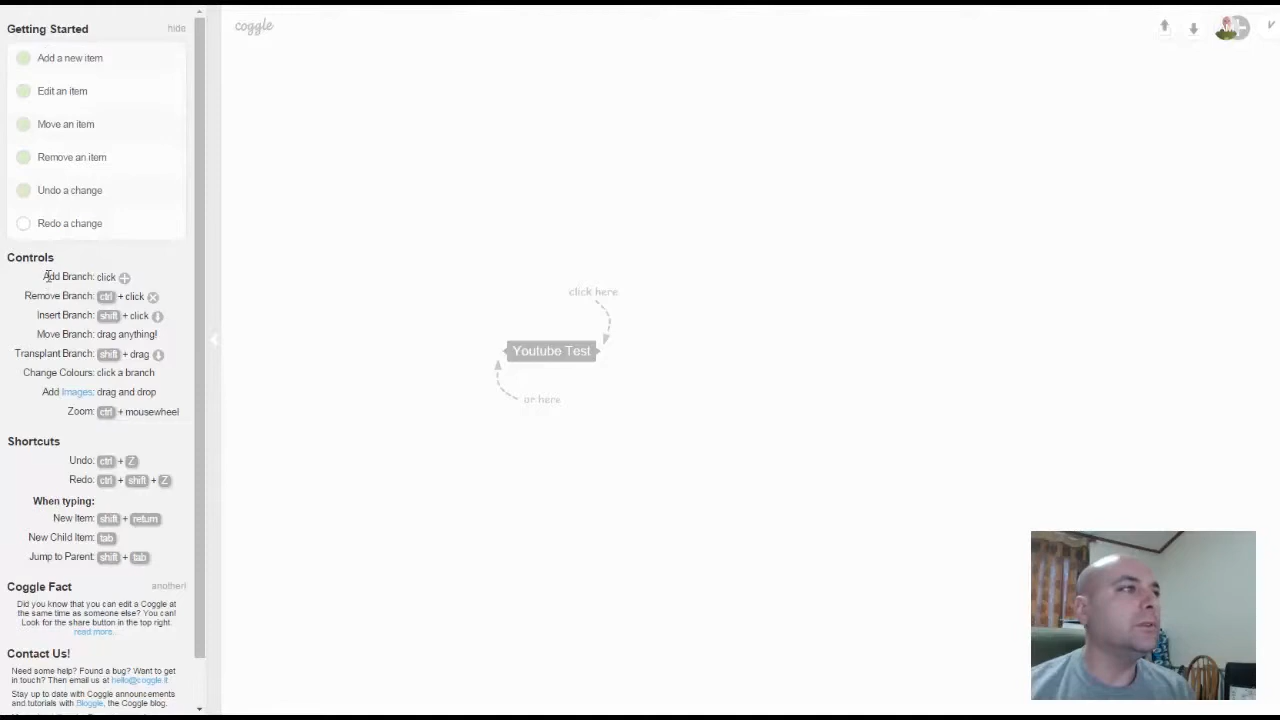 Getting Started
hide
Add a new item
Edit an item
Move an item
Remove an item
Undo a change
Redo a change
Controls
Add Branch: click
Remove Branch: ctrl + click
Insert Branch: shift + click
Move Branch: drag anything!
Transplant Branch: shift + drag
Change Colours: click a branch
Add Images: drag and drop
Zoom: ctrl + mousewheel
Shortcuts
Undo: ctrl + Z
Redo: ctrl + shift + Z
When typing:
New Item: shift + return
New Child Item: tab
Jump to Parent: shift + tab
Coggle Fact
another!
Did you know that you can edit a Coggle at
the same time as someone else? You can!
Look for the share button in the top right.
read more...
Contact Us!
Need some help? Found a bug? Want to get
in touch? Then email us at hello@coggle.it
Stay up to date with Coggle announcements
and tutorials with Bloggle, the Coggle blog.
coggle
click here
Youtube Test
or here